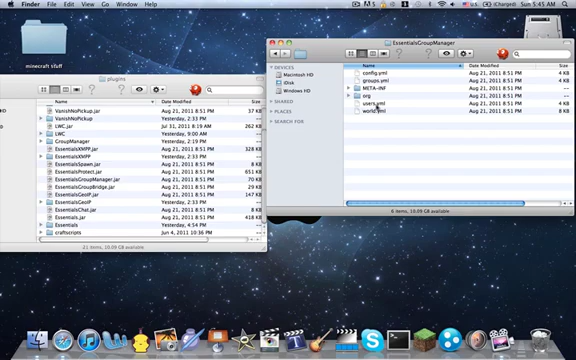 Finder File Edit View Go Window Help
(Charged) Sun 5:45 AM
minecraft stuff
plugins
Name Date Modified Size
VanishNoPickup.jar Aug 21, 2011 8:51 PM 37 KB
VanishNoPickup Yesterday, 2:33 PM --
LWC.jar Jul 31, 2011 8:19 AM
LWC Yesterday, 9:00 AM --
GroupManager Aug 21, 2011 8:51 PM --
EssentialsXMPP.jar Aug 21, 2011 8:51 PM
EssentialsXMPP Yesterday, 2:33 PM --
EssentialsSpawn.jar Aug 21, 2011 8:51 PM
EssentialsProtect.jar Aug 21, 2011 8:51 PM
EssentialsGroupManager.jar Aug 21, 2011 8:51 PM 70 KB
EssentialsGroupBridge.jar Aug 21, 2011 8:51 PM 29 KB
EssentialsGeoIP.jar Aug 21, 2011 8:51 PM
EssentialsGeoIP Yesterday, 2:33 PM --
EssentialsChat.jar Aug 21, 2011 8:51 PM 8 KB
Essentials.jar Aug 21, 2011 8:51 PM
Essentials Yesterday, 4:54 PM --
craftscripts Jun 4, 2011 10:36 PM --
21 items, 10.09 GB available
EssentialsGroupManager
DEVICES
Macintosh HD
iDisk
Windows HD
SHARED
PLACES
SEARCH FOR
Name Date Modified Size
config.yml Aug 21, 2011 8:51 PM 4 KB
groups.yml Aug 21, 2011 8:51 PM 4 KB
META-INF Aug 21, 2011 8:51 PM --
org Aug 21, 2011 8:51 PM --
users.yml Aug 21, 2011 8:51 PM 4 KB
world.yml Aug 21, 2011 8:51 PM 8 KB
6 items, 10.09 GB available